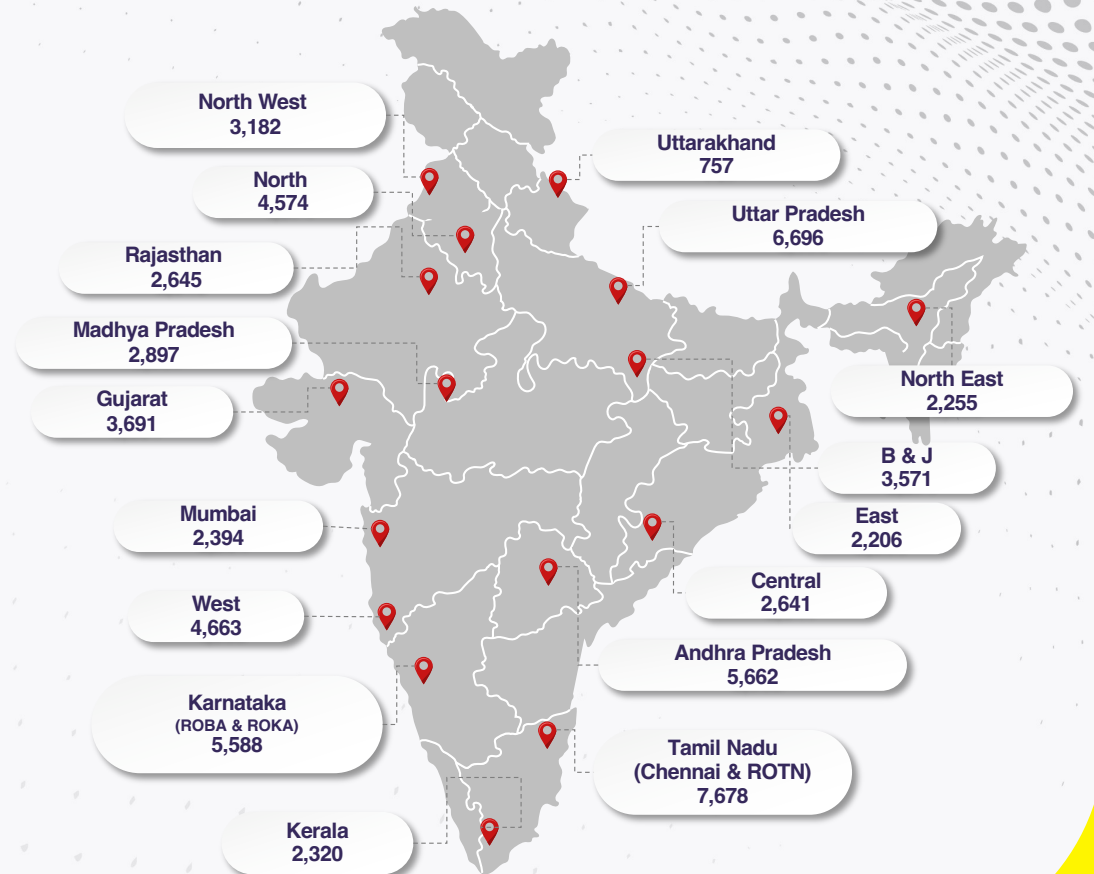 North West
3,182
North
4,574
Rajasthan
2,645
Madhya Pradesh
2,897
Gujarat
3,691
Mumbai
2,394
West
4,663
Karnataka
(ROBA & ROKA)
5,588
Kerala
2,320
Uttarakhand
757
Uttar Pradesh
6,696
North East
2,255
B & J
3,571
East
2,206
Central
2,641
Andhra Pradesh
5,662
Tamil Nadu
(Chennai & ROTN)
7,678